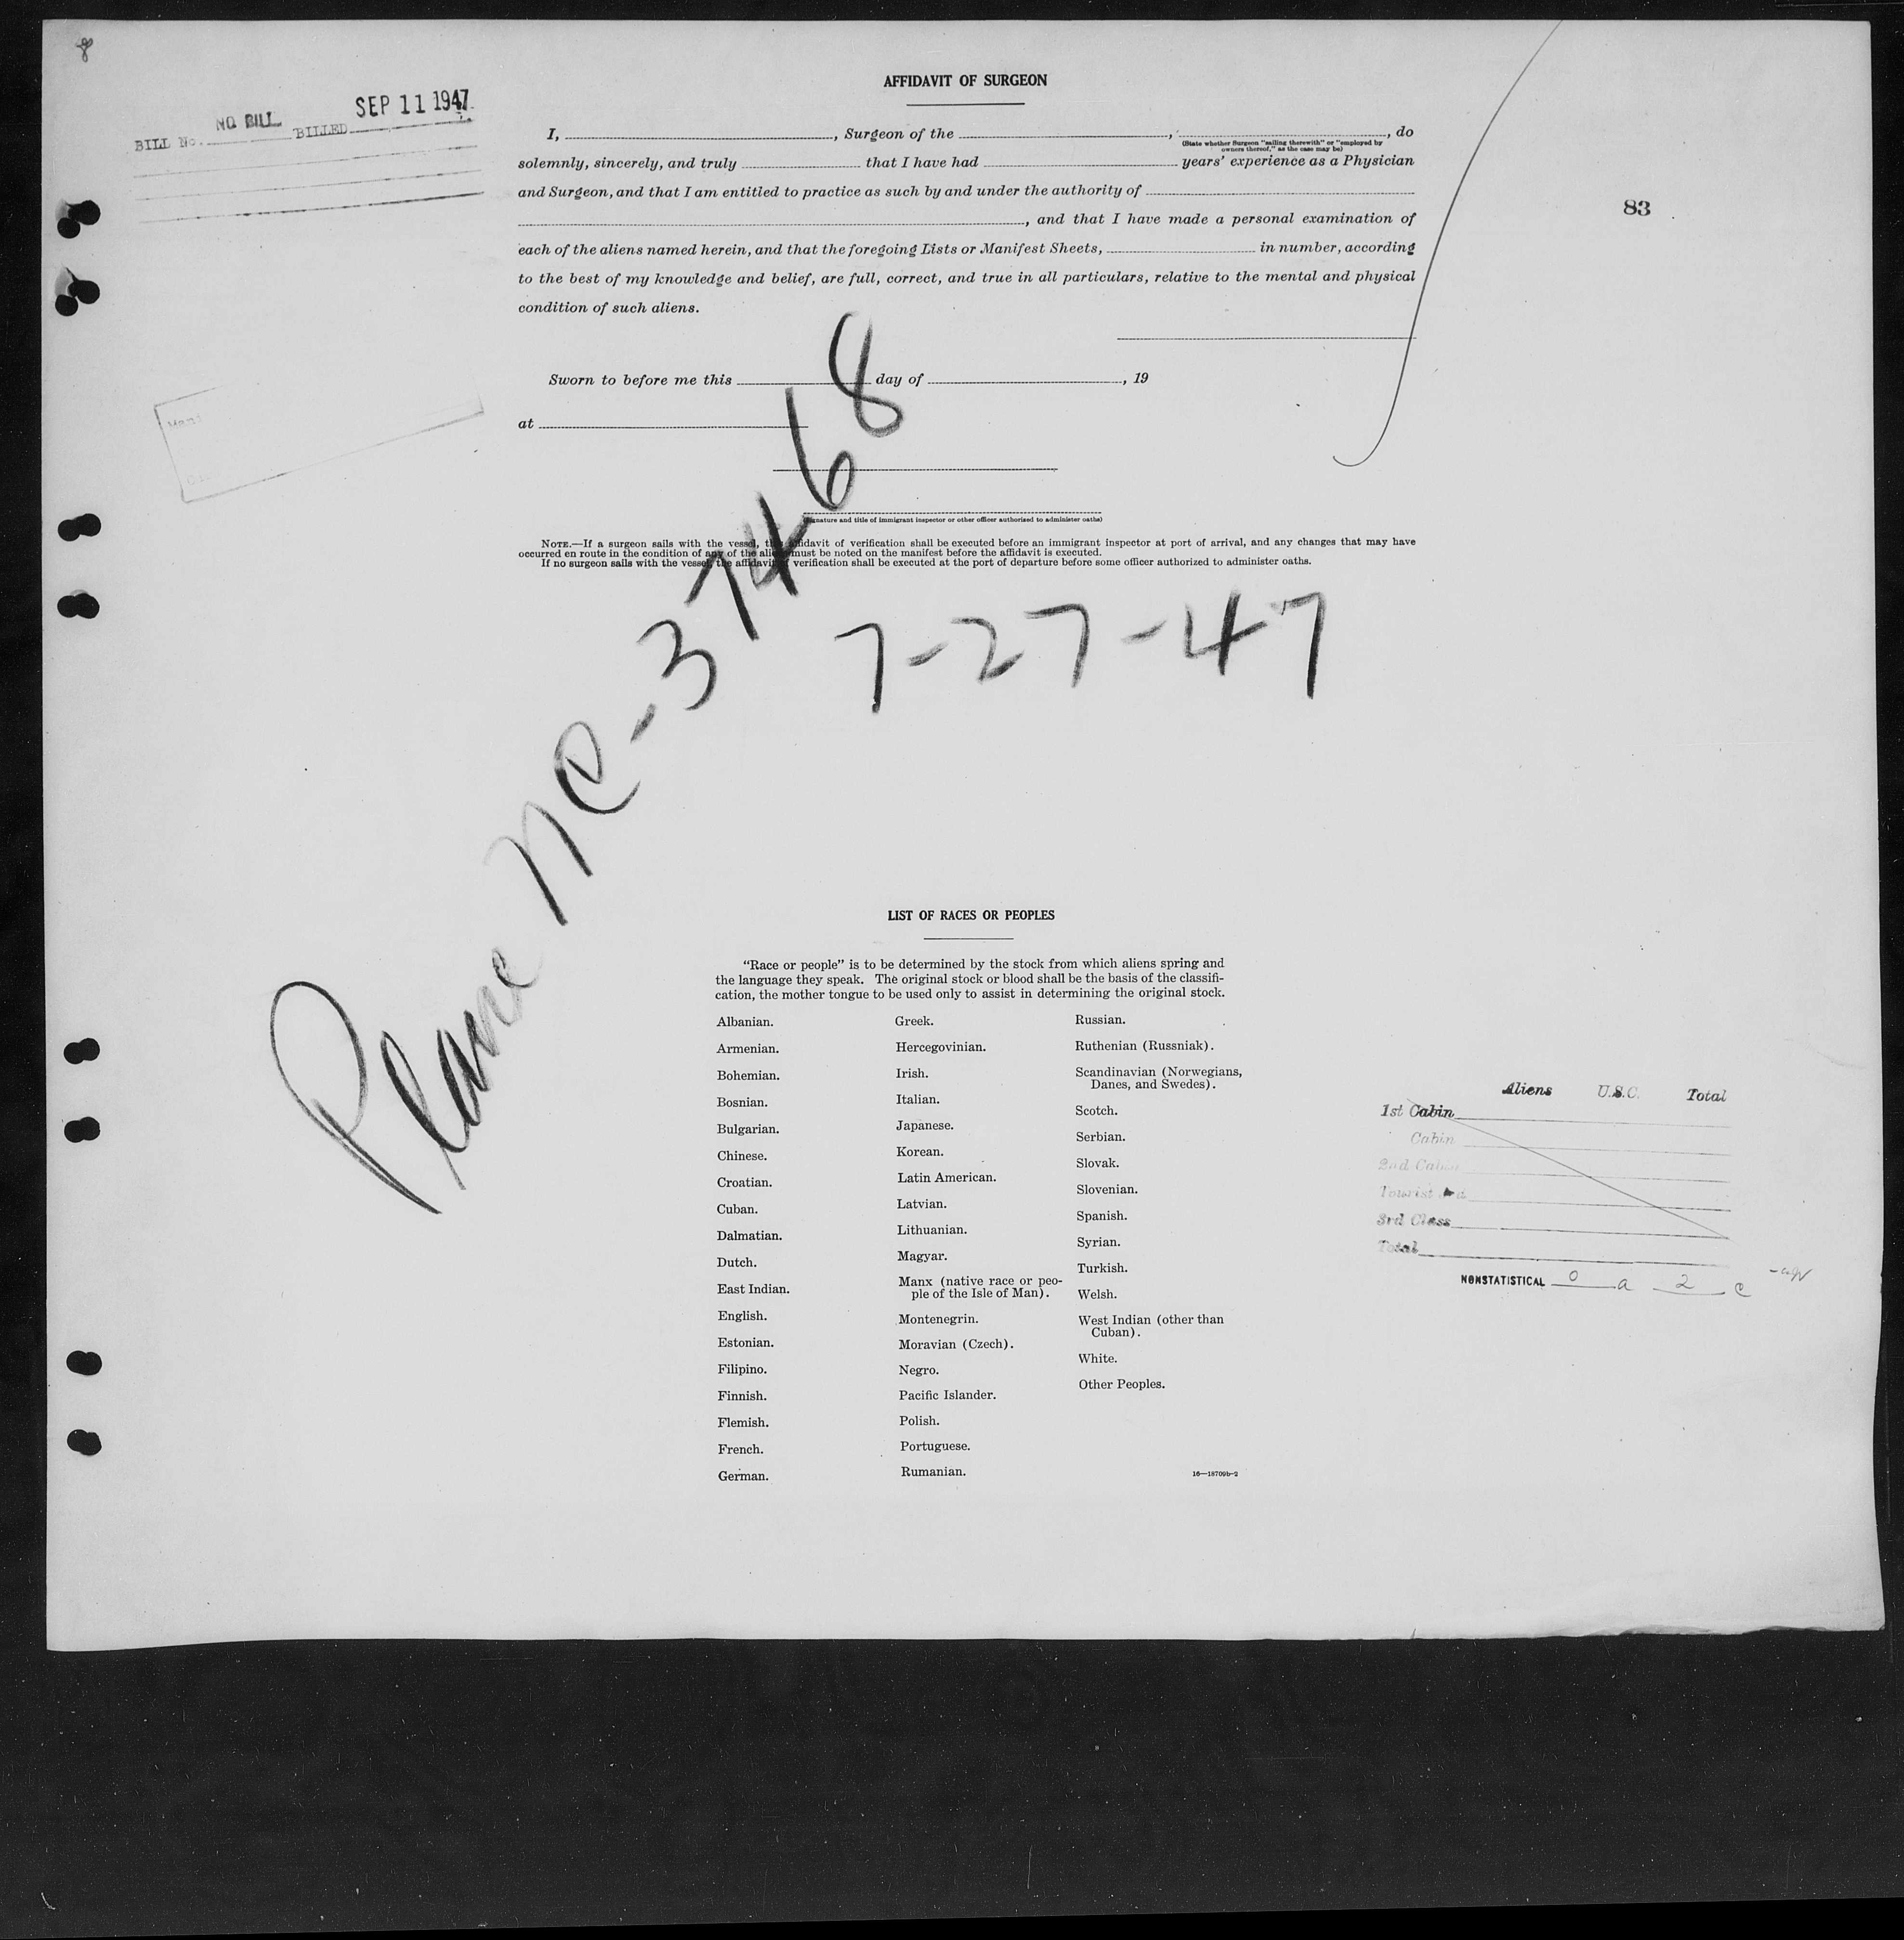 8
BILL No. NO BILL BILLED SEP 11 1947
83
AFFIDAVIT OF SURGEON
I, , Surgeon of the , , do
(State whether Surgeon "sailing therewith" or "employed by
owners thereof," as the case may be)
solemnly, sincerely, and truly that I have had years' experience as a Physician
and Surgeon, and that I am entitled to practice as such by and under the authority of
, and that I have made a personal examination of
each of the aliens named herein, and that the foregoing Lists or Manifest Sheets, in number, according
to the best of my knowledge and belief, are full, correct, and true in all particulars, relative to the mental and physical
condition of such aliens.
Sworn to before me this day of , 19
at
(Signature and title of immigrant inspector or other officer authorized to administer oaths)
NOTE.—If a surgeon sails with the vessel, the affidavit of verification shall be executed before an immigrant inspector at port of arrival, and any changes that may have
occurred en route in the condition of any of the aliens must be noted on the manifest before the affidavit is executed.
If no surgeon sails with the vessel, the affidavit of verification shall be executed at the port of departure before some officer authorized to administer oaths.
Plane NC-37468
7-27-47
LIST OF RACES OR PEOPLES
"Race or people" is to be determined by the stock from which aliens spring and
the language they speak. The original stock or blood shall be the basis of the classifi-
cation, the mother tongue to be used only to assist in determining the original stock.
Albanian.
Armenian.
Bohemian.
Bosnian.
Bulgarian.
Chinese.
Croatian.
Cuban.
Dalmatian.
Dutch.
East Indian.
English.
Estonian.
Filipino.
Finnish.
Flemish.
French.
German.
Greek.
Hercegovinian.
Irish.
Italian.
Japanese.
Korean.
Latin American.
Latvian.
Lithuanian.
Magyar.
Manx (native race or peo-
ple of the Isle of Man).
Montenegrin.
Moravian (Czech).
Negro.
Pacific Islander.
Polish.
Portuguese.
Rumanian.
Russian.
Ruthenian (Russniak).
Scandinavian (Norwegians,
Danes, and Swedes).
Scotch.
Serbian.
Slovak.
Slovenian.
Spanish.
Syrian.
Turkish.
Welsh.
West Indian (other than
Cuban).
White.
Other Peoples.
16—18709b-2
Aliens U.S.C. Total
1st Cabin
Cabin
2nd Cabin
Tourist
3rd Class
Total
NONSTATISTICAL 0 a 2 c